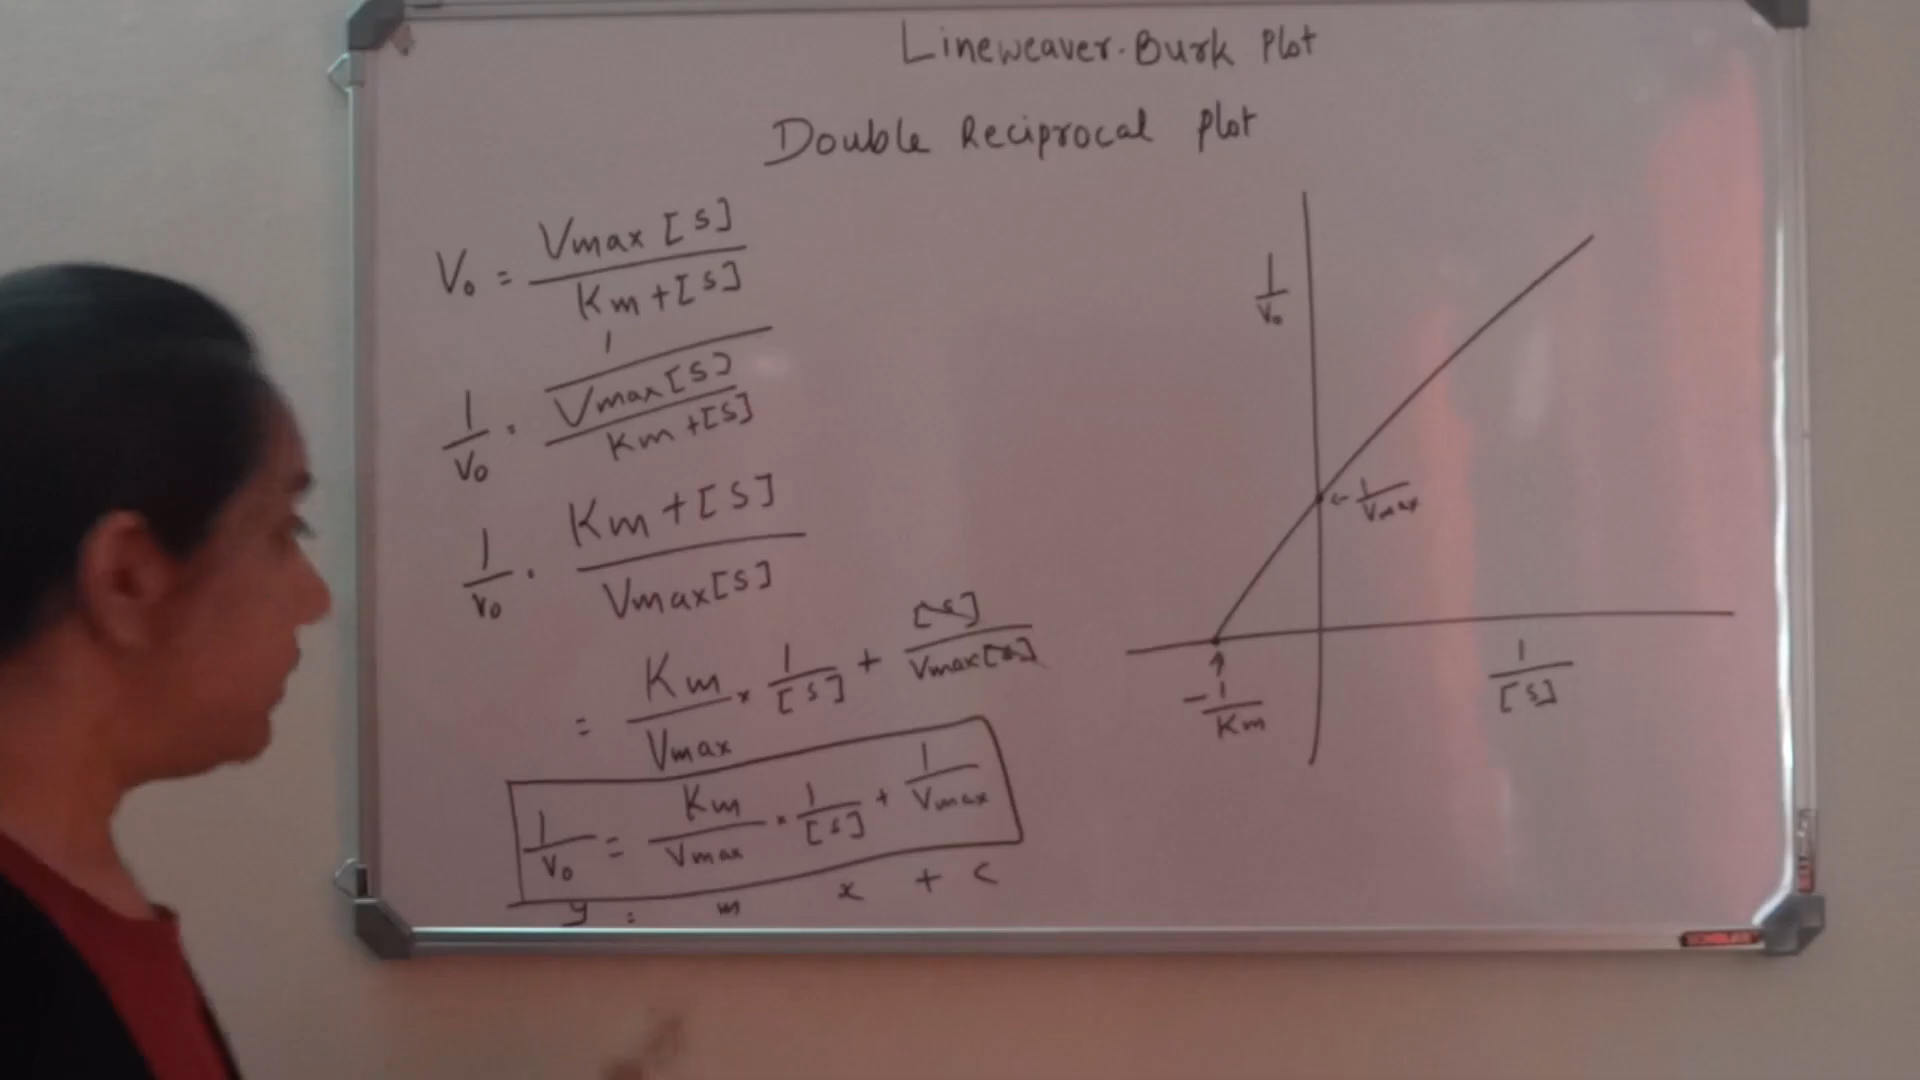 Lineweaver-Burk Plot
Double Reciprocal Plot
V₀ = Vmax [S] / Km + [S]
1/V₀ = 1 / (Vmax [S] / Km + [S])
1/V₀ = Km + [S] / Vmax [S]
= Km/Vmax × 1/[S] + [S] / Vmax [S]
1/V₀ = Km/Vmax · 1/[S] + 1/Vmax
y = m x + c
1/V₀
← 1/Vmax
-1/Km
1/[S]